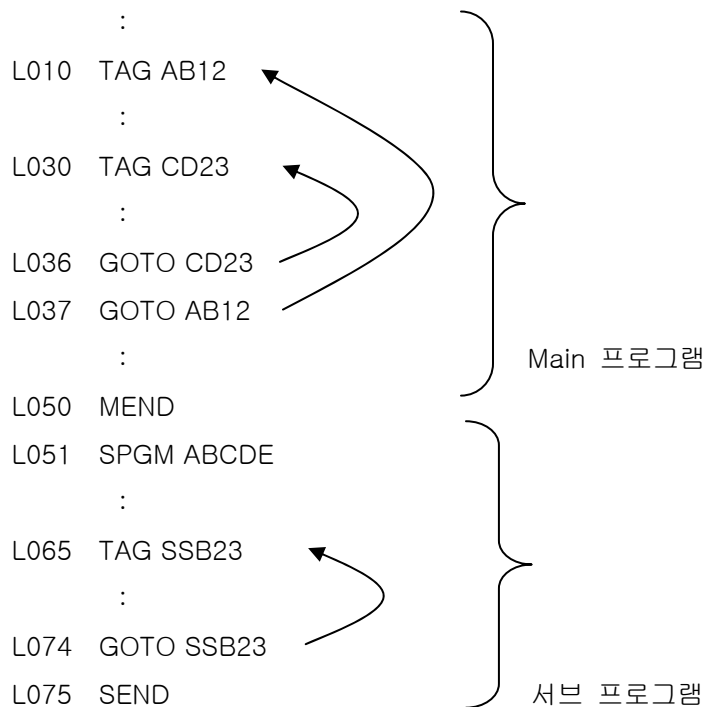 :
L010 TAG AB12
:
L030 TAG CD23
:
L036 GOTO CD23
L037 GOTO AB12
:
Main 프로그램
L050 MEND
L051 SPGM ABCDE
:
L065 TAG SSB23
:
L074 GOTO SSB23
L075 SEND
서브 프로그램